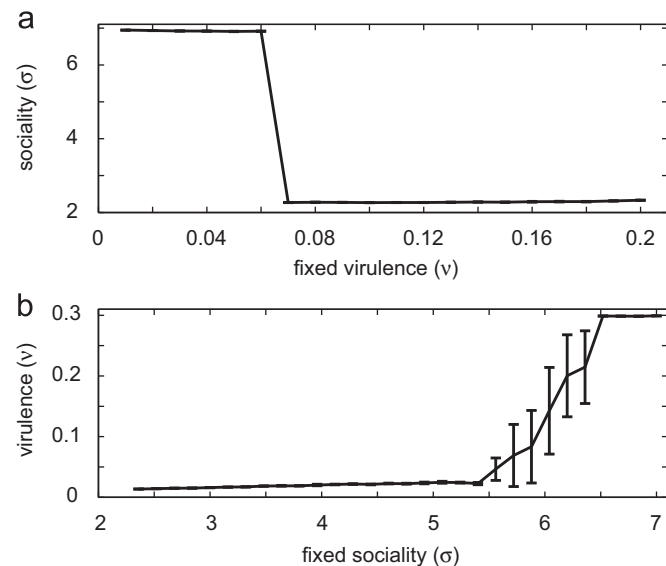 a
6
4
2
sociality (σ)
0 0.04 0.08 0.12 0.16 0.2
fixed virulence (ν)
b
0.3
0.2
0.1
0
virulence (ν)
2 3 4 5 6 7
fixed sociality (σ)